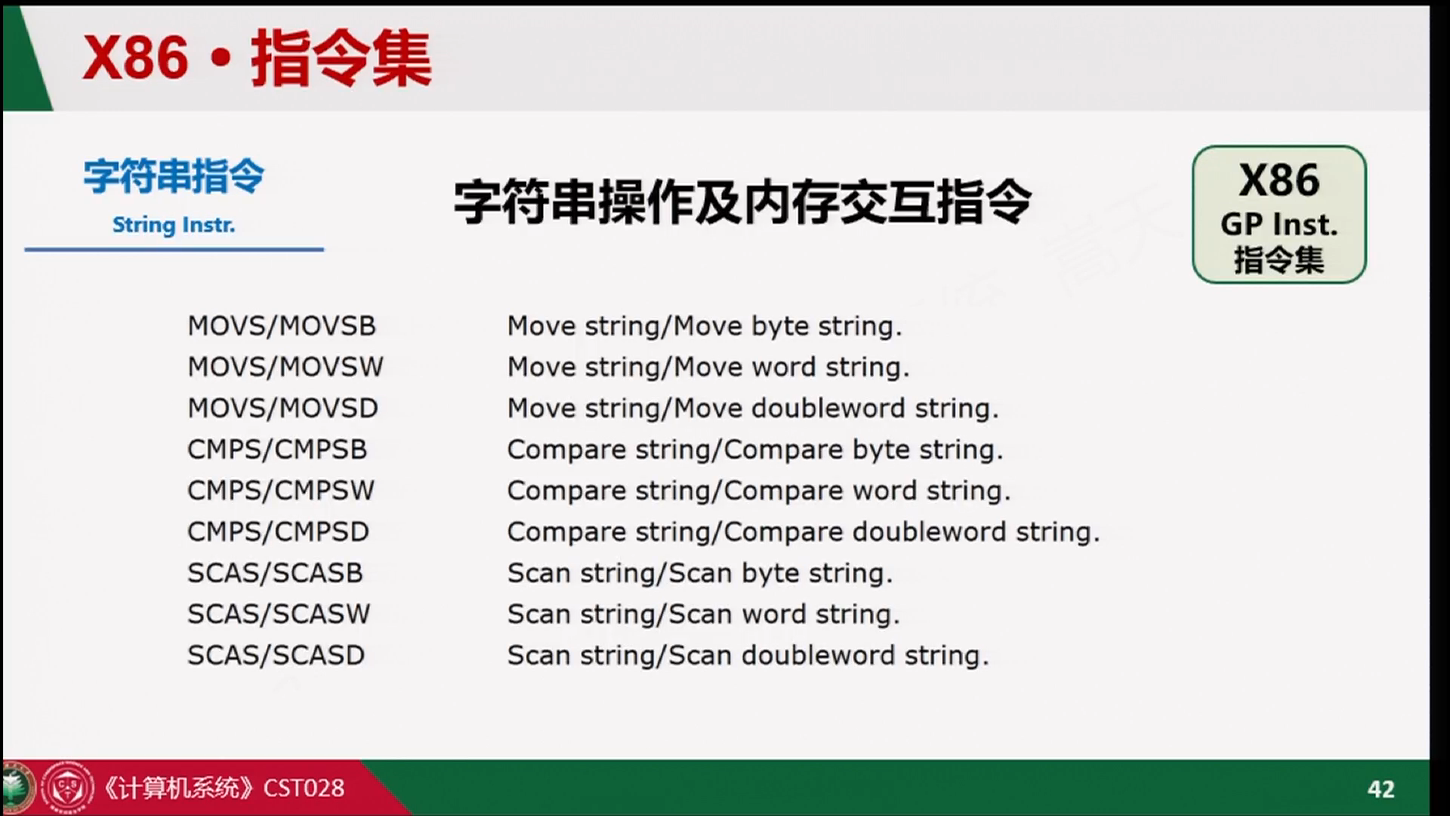 X86 • 指令集
字符串指令
String Instr.
字符串操作及内存交互指令
X86
GP Inst.
指令集
MOVS/MOVSB Move string/Move byte string.
MOVS/MOVSW Move string/Move word string.
MOVS/MOVSD Move string/Move doubleword string.
CMPS/CMPSB Compare string/Compare byte string.
CMPS/CMPSW Compare string/Compare word string.
CMPS/CMPSD Compare string/Compare doubleword string.
SCAS/SCASB Scan string/Scan byte string.
SCAS/SCASW Scan string/Scan word string.
SCAS/SCASD Scan string/Scan doubleword string.
《计算机系统》CST028
42